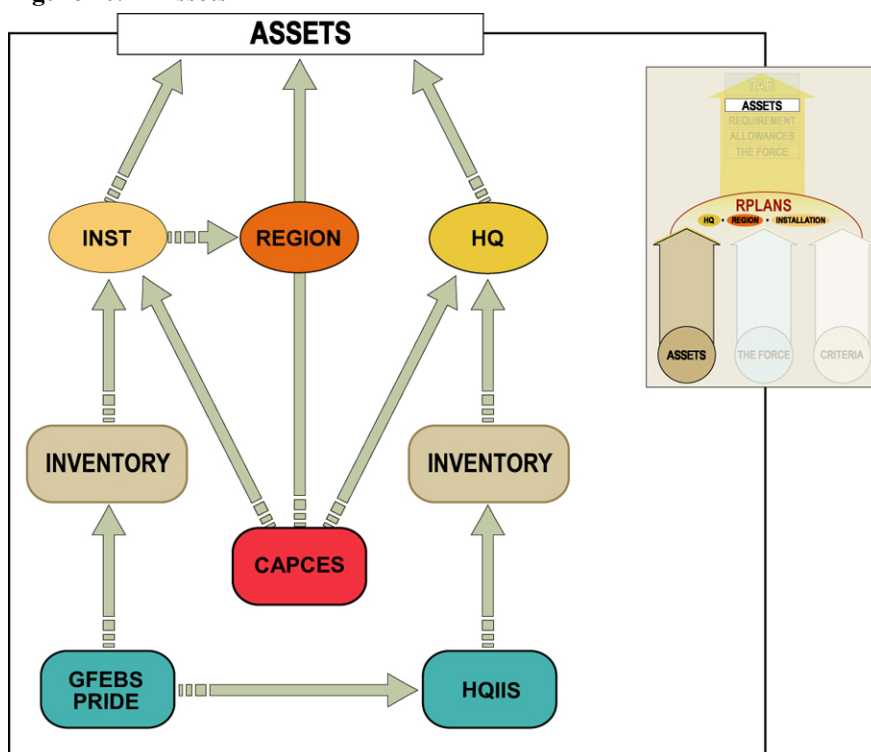 ASSETS
INST
REGION
HQ
INVENTORY
INVENTORY
CAPCES
GFEBS
PRIDE
HQIIS
TAB
ASSETS
REQUIREMENT
ALLOWANCES
THE FORCE
RPLANS
HQ • REGION • INSTALLATION
ASSETS
THE FORCE
CRITERIA